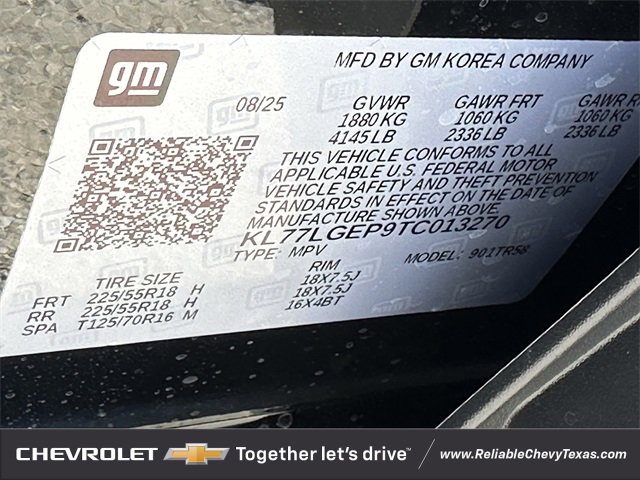 gm
MFD BY GM KOREA COMPANY
08/25 GVWR GAWR FRT GAWR R
1880 KG 1060 KG 1060 KG
4145 LB 2336 LB 2336 LB
THIS VEHICLE CONFORMS TO ALL
APPLICABLE U.S. FEDERAL MOTOR
VEHICLE SAFETY AND THEFT PREVENTION
STANDARDS IN EFFECT ON THE DATE OF
MANUFACTURE SHOWN ABOVE.
KL77LGEP9TC013270
TYPE: MPV MODEL: 901TR58
TIRE SIZE RIM
FRT 225/55R18 H 18X7.5J
RR 225/55R18 H 18X7.5J
SPA T125/70R16 M 16X4BT
CHEVROLET Together let's drive™ www.ReliableChevyTexas.com